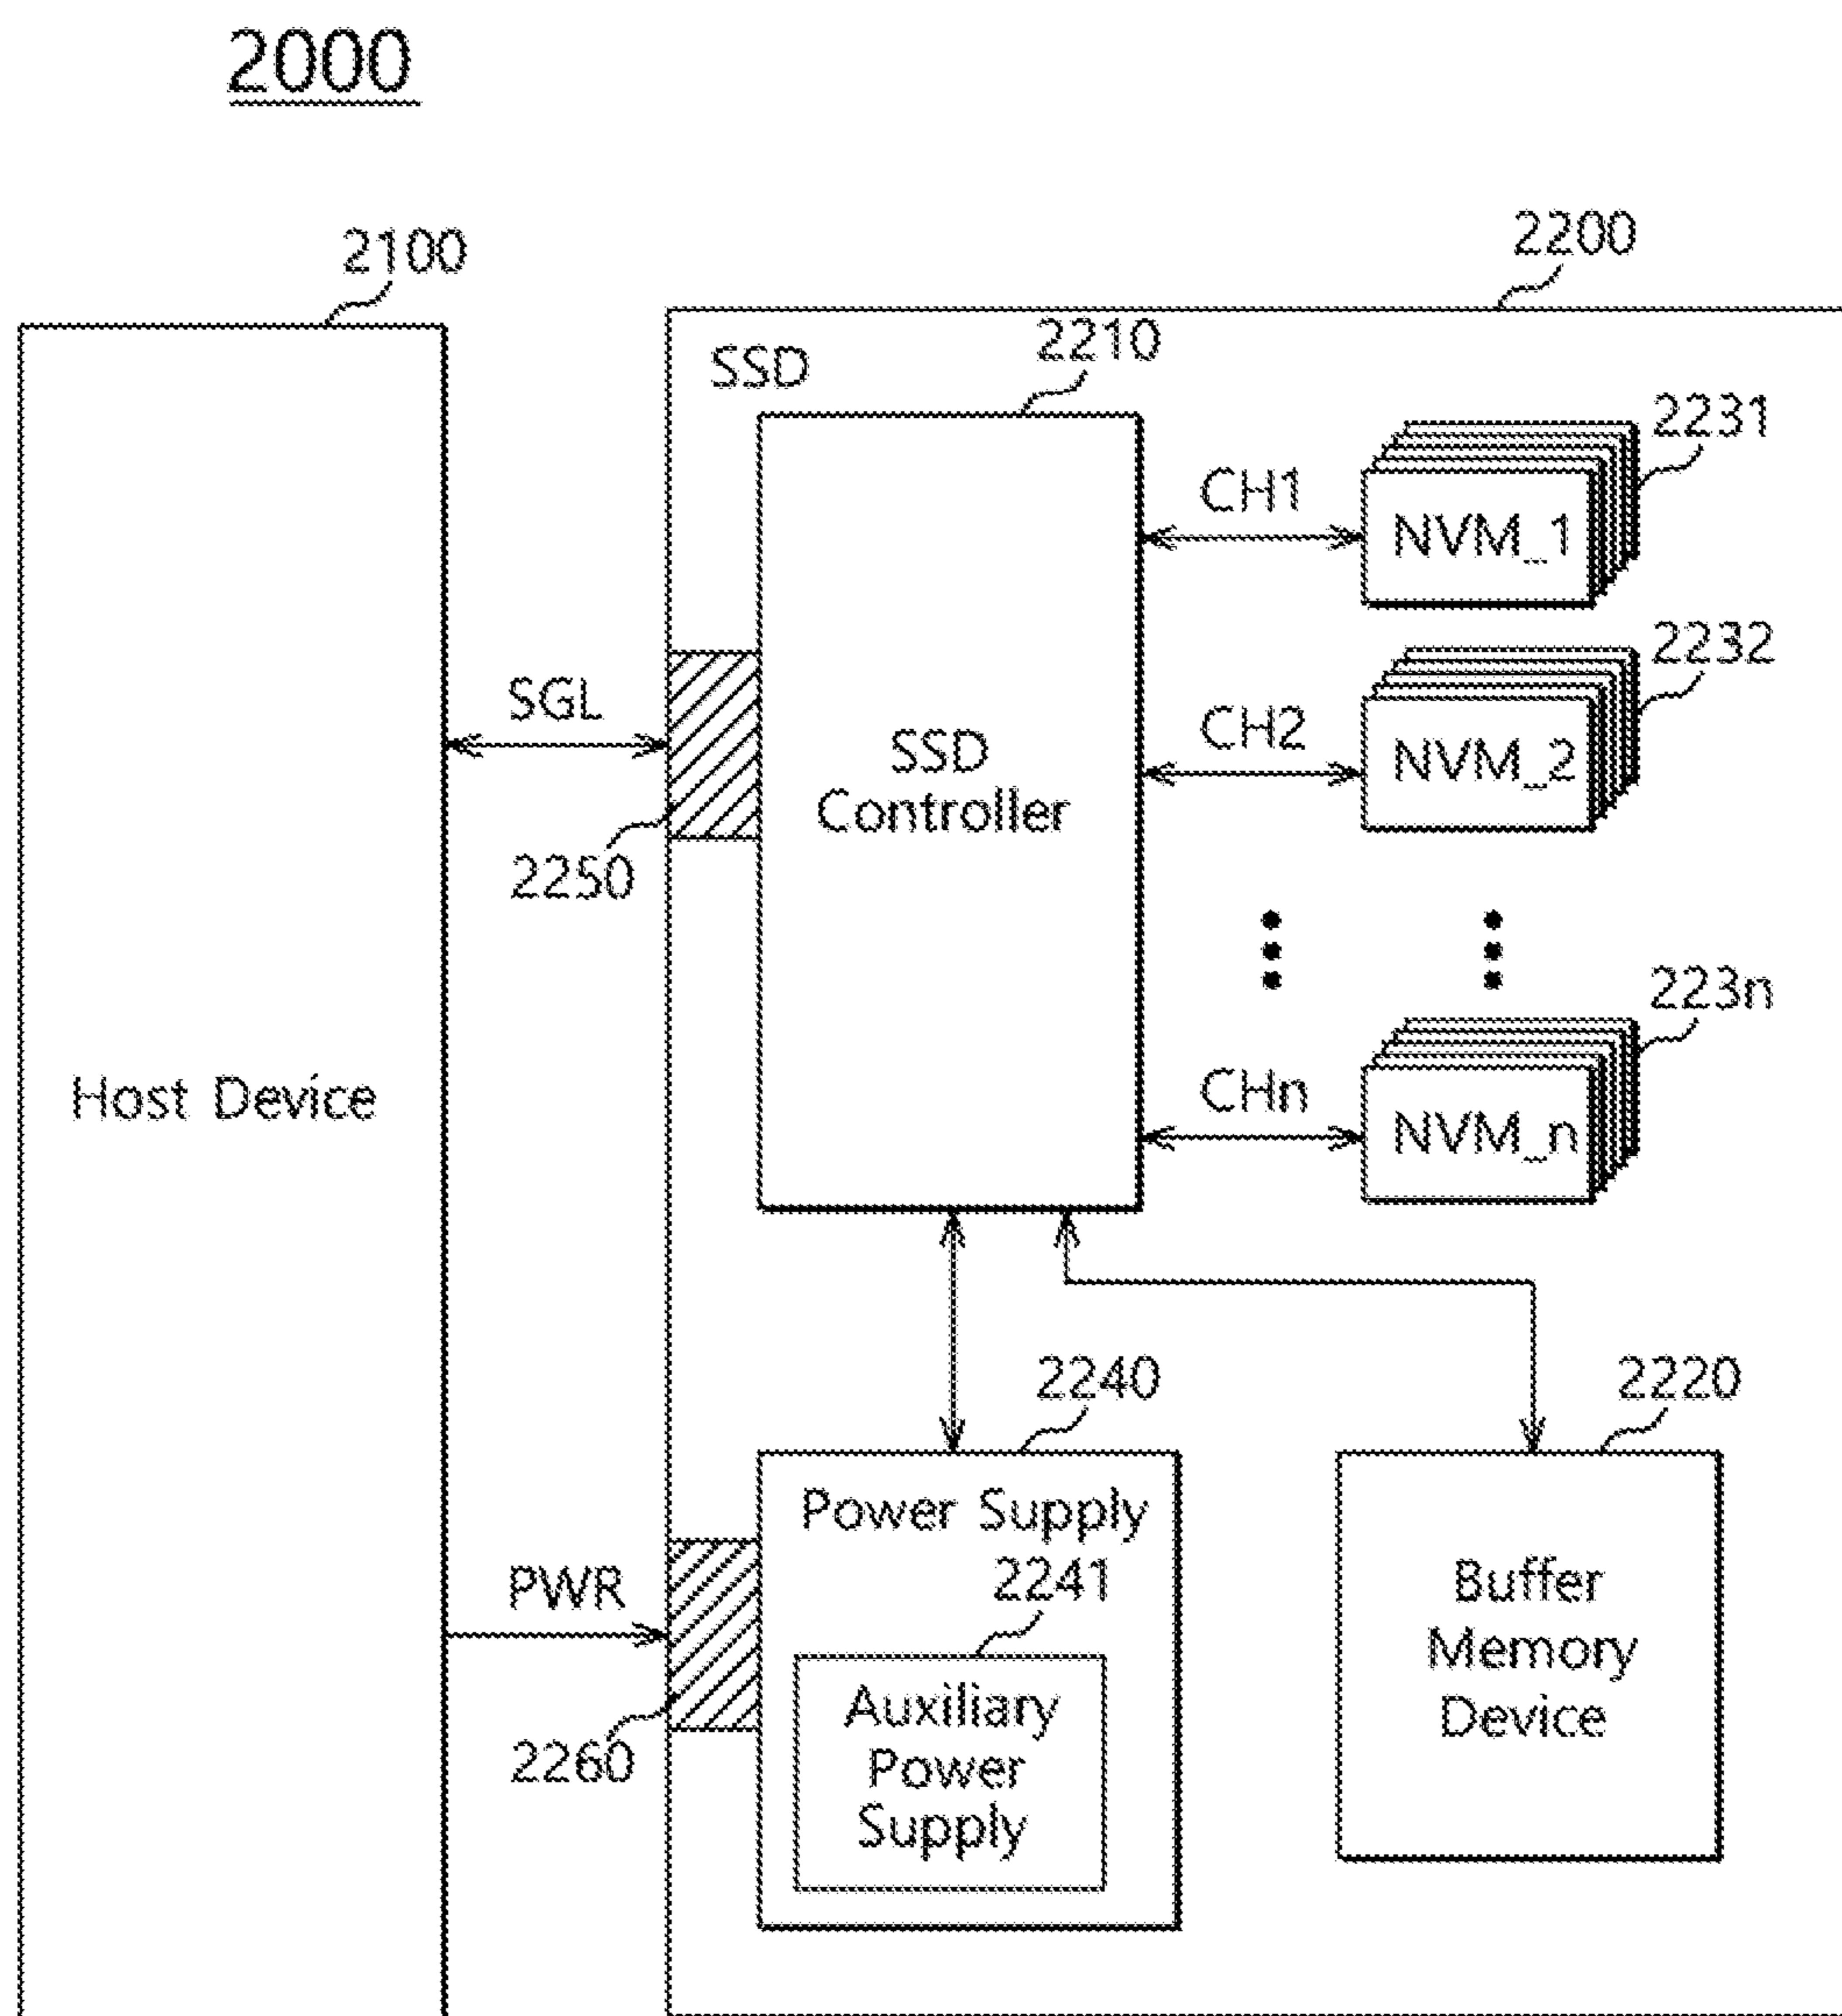 2000
2100
2200
SSD
2210
2231
CH1
NVM_1
2232
SGL
CH2
NVM_2
SSD
Controller
2250
223n
Host Device
CHn
NVM_n
2240
2220
Power Supply
PWR
2241
Buffer
Memory
Device
Auxiliary
Power
Supply
2260